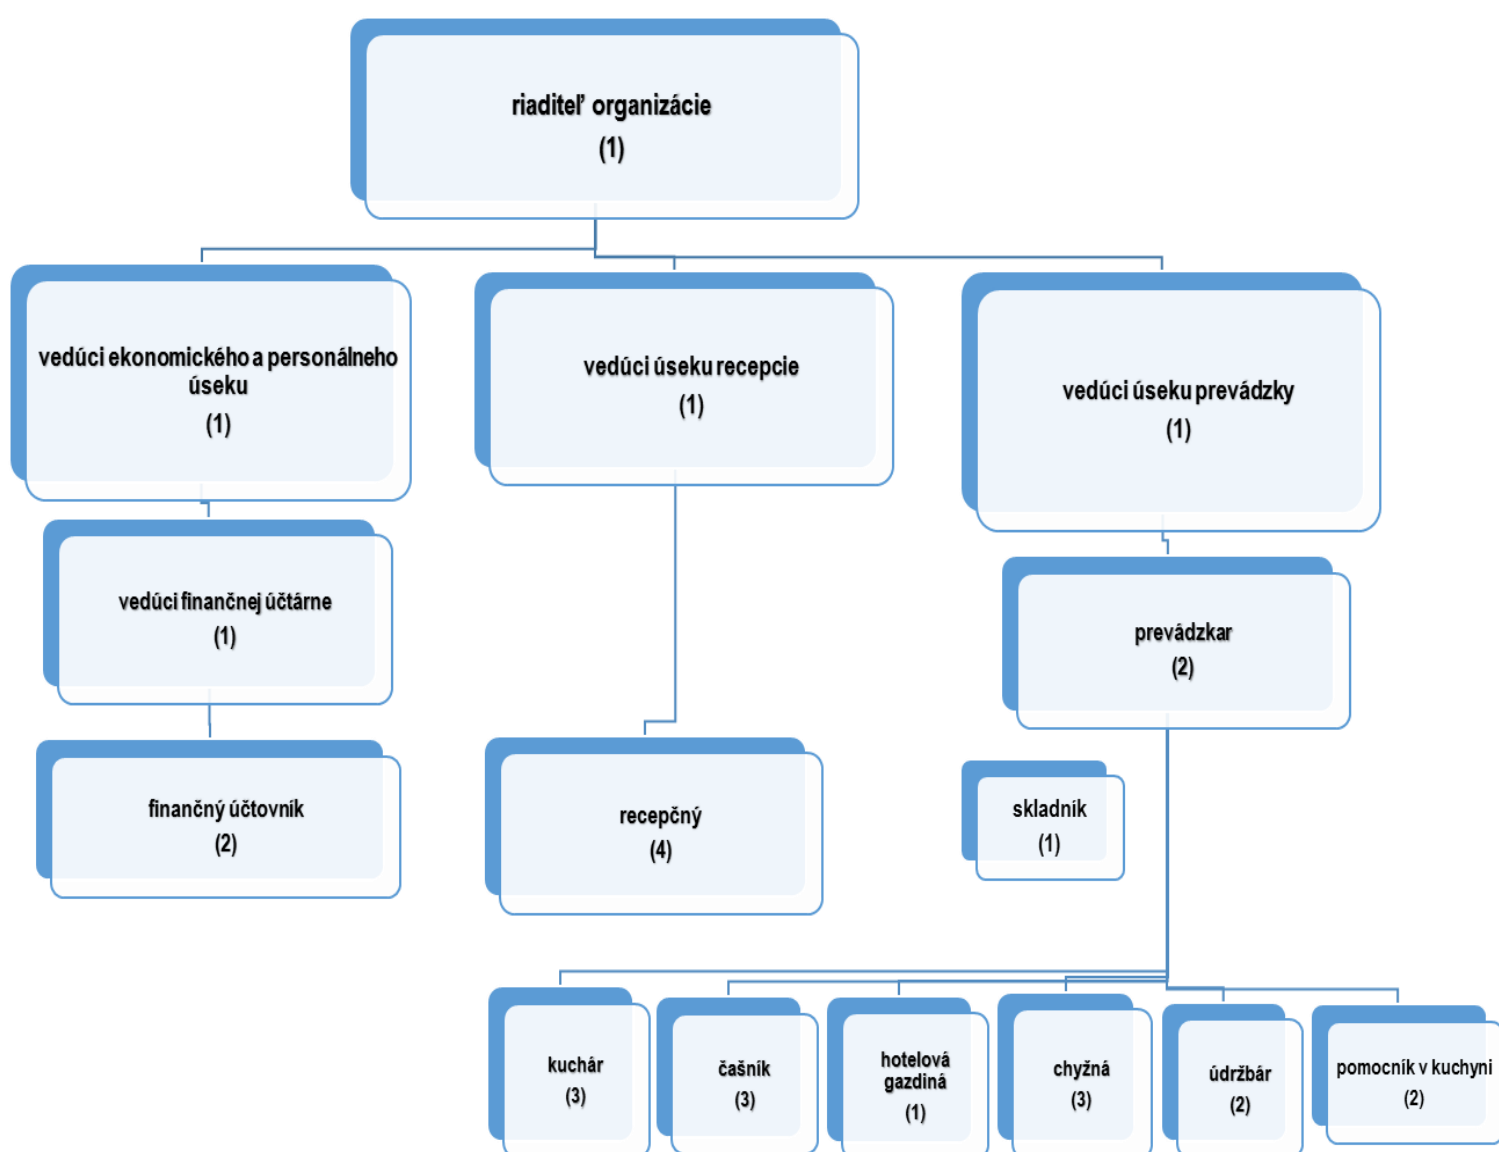 riaditeľ organizácie
(1)
vedúci ekonomického a personálneho
úseku
(1)
vedúci úseku recepcie
(1)
vedúci úseku prevádzky
(1)
vedúci finančnej účtárne
(1)
prevádzkar
(2)
finančný účtovník
(2)
recepčný
(4)
skladník
(1)
kuchár
(3)
čašník
(3)
hotelová
gazdiná
(1)
chyžná
(3)
údržbár
(2)
pomocník v kuchyni
(2)